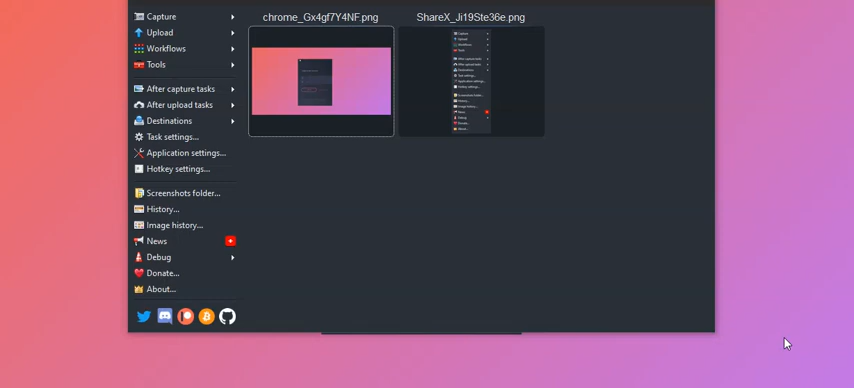 Capture
Upload
Workflows
Tools
After capture tasks
After upload tasks
Destinations
Task settings...
Application settings...
Hotkey settings...
Screenshots folder...
History...
Image history...
News
+
Debug
Donate...
About...
chrome_Gx4gf7Y4NF.png
ShareX_Ji19Ste36e.png